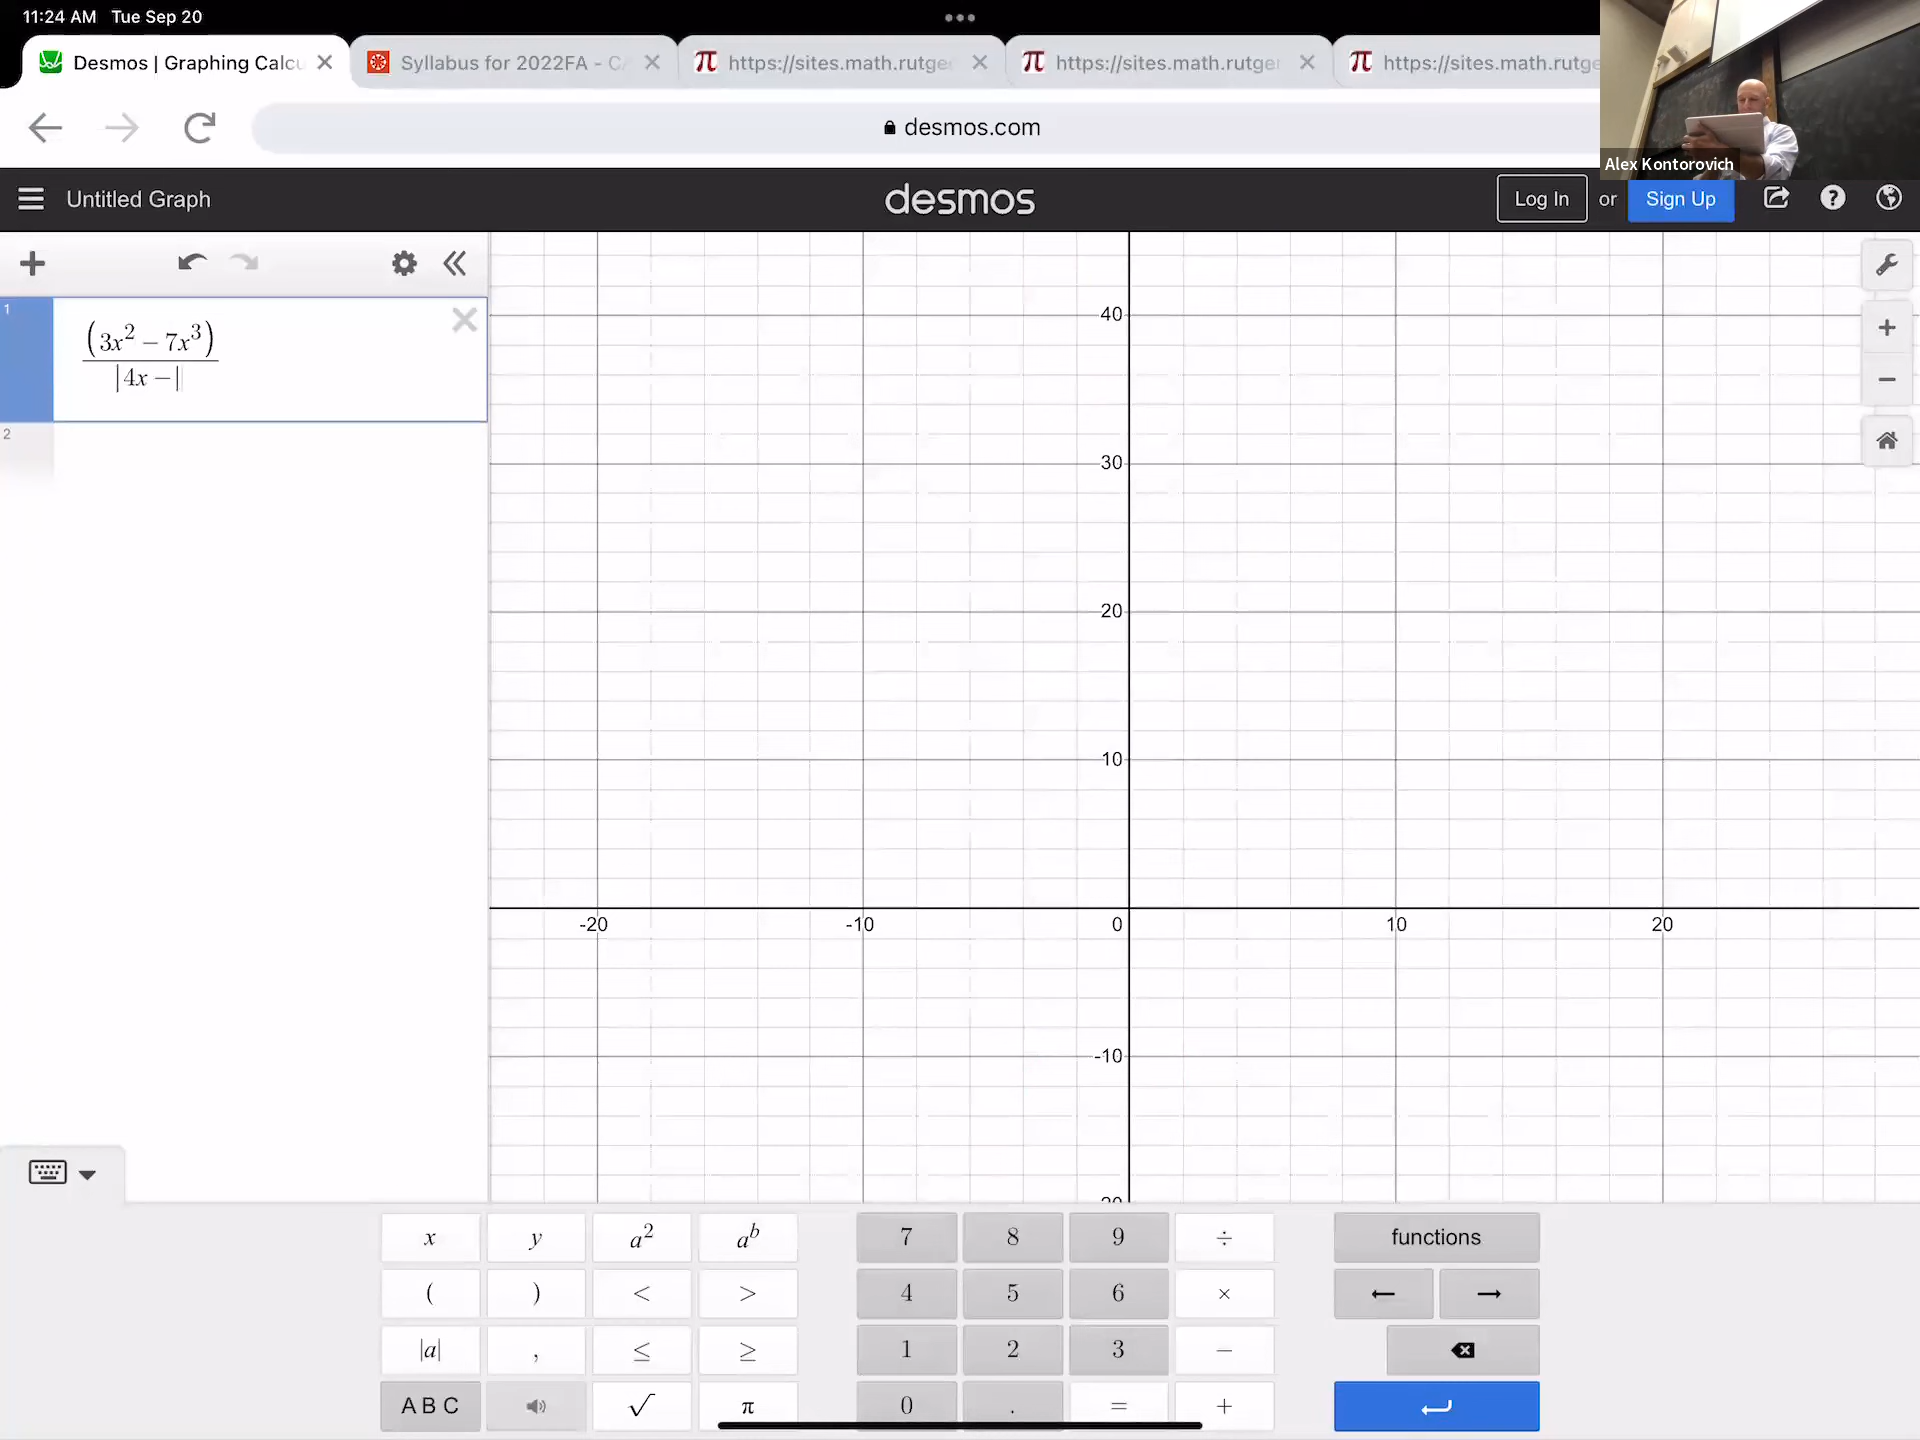 11:24 AM Tue Sep 20
Desmos | Graphing Calcu
Syllabus for 2022FA - CA
https://sites.math.rutge
https://sites.math.rutger
https://sites.math.rutge
desmos.com
Alex Kontorovich
Untitled Graph
desmos
Log In or Sign Up
1
(3x² − 7x³)
|4x −|
2
40
30
20
10
-20 -10 0 10 20
-10
x y a² aᵇ 7 8 9 ÷ functions
( ) < > 4 5 6 × ← →
|a| , ≤ ≥ 1 2 3 −
A B C √ π 0 . = +